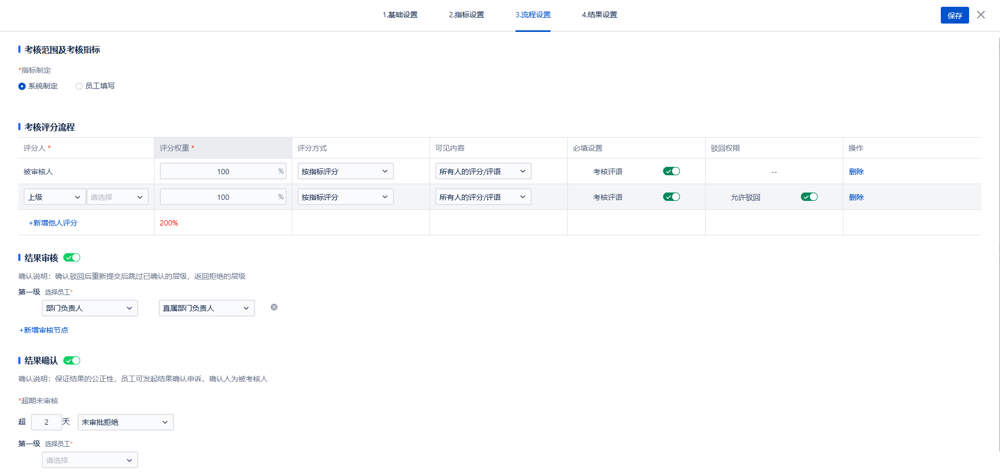 1.基础设置 2.指标设置 3.流程设置 4.结果设置 保存
考核范围及考核指标
*指标制定
系统制定 员工填写
考核评分流程
评分人 * 评分权重 * 评分方式 可见内容 必填设置 驳回权限 操作
被审核人 100 % 按指标评分 所有人的评分/评语 考核评语 -- 删除
上级 请选择 100 % 按指标评分 所有人的评分/评语 考核评语 允许驳回 删除
+新增他人评分 200%
结果审核
确认说明：确认驳回后重新提交后跳过已确认的层级，返回拒绝的层级
第一级 选择员工*
部门负责人 直属部门负责人
+新增审核节点
结果确认
确认说明：保证结果的公正性，员工可发起结果确认申诉，确认人为被考核人
*超期未审核
超 2 天 未审批拒绝
第一级 选择员工*
请选择